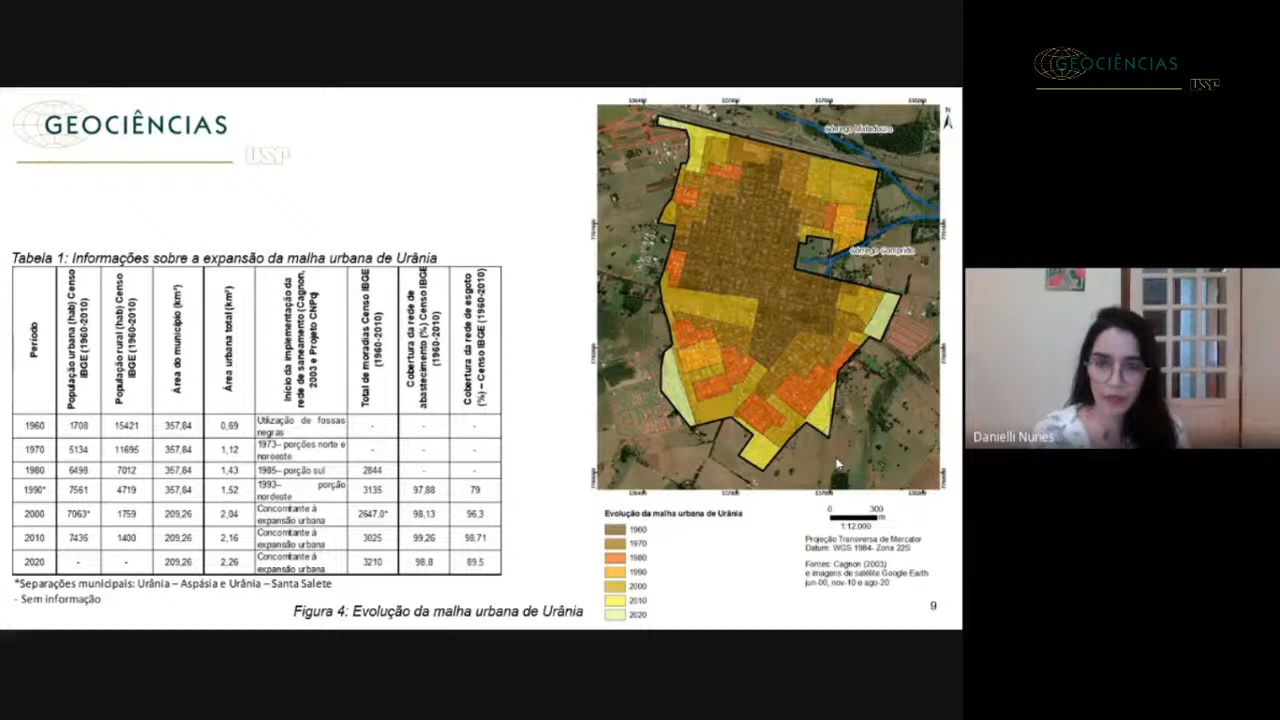 GEOCIÊNCIAS
USP
Tabela 1: Informações sobre a expansão da malha urbana de Urânia
Período
População urbana (hab) Censo IBGE (1960-2010)
População rural (hab) Censo IBGE (1960-2010)
Área do município (km²)
Área urbana total (km²)
Início da implementação da rede de saneamento (Cagnon, 2003 e Projeto CNPq)
Total de moradias Censo IBGE (1960-2010)
Cobertura da rede de abastecimento (%) Censo IBGE (1960-2010)
Cobertura da rede de esgoto (%) – Censo IBGE (1960-2010)
1960 1708 15421 357,84 0,69 Utilização de fossas negras - - -
1970 5134 11695 357,84 1,12 1973– porções norte e noroeste - - -
1980 6498 7012 357,84 1,43 1985– porção sul 2844 - -
1990* 7561 4719 357,84 1,52 1993– porção nordeste 3135 97,88 79
2000 7063* 1759 209,26 2,04 Concomtante à expansão urbana 2647,0* 98,13 96,3
2010 7436 1400 209,26 2,16 Concomtante à expansão urbana 3025 99,26 98,71
2020 - - 209,26 2,26 Concomtante à expansão urbana 3210 98,8 89,5
*Separações municipais: Urânia – Aspásia e Urânia – Santa Salete
- Sem informação
Figura 4: Evolução da malha urbana de Urânia
N
Córrego Matadouro
Córrego Comprido
Evolução da malha urbana de Urânia
1960
1970
1980
1990
2000
2010
2020
0 300
m
1:12.000
Projeção Transversa de Mercator
Datum: WGS 1984- Zona 22S
Fontes: Cagnon (2003)
e imagens de satélite Google Earth
jun-00, nov-10 e ago-20
9
GEOCIÊNCIAS
USP
Danielli Nunes